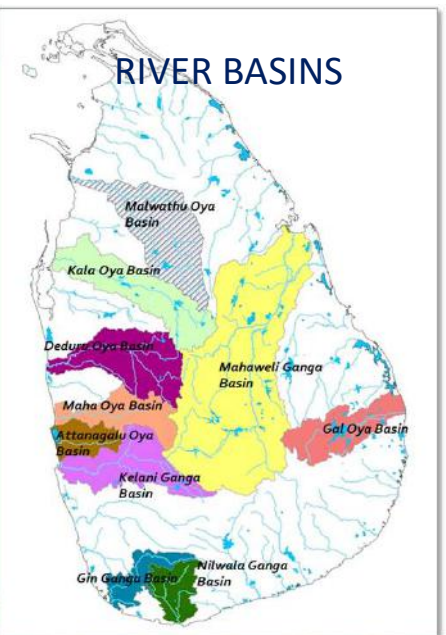 RIVER BASINS
Malwathu Oya
Basin
Kala Oya Basin
Deduru Oya Basin
Mahaweli Ganga
Basin
Maha Oya Basin
Gal Oya Basin
Attanagalu Oya
Basin
Kelani Ganga
Basin
Nilwala Ganga
Basin
Gin Ganga Basin